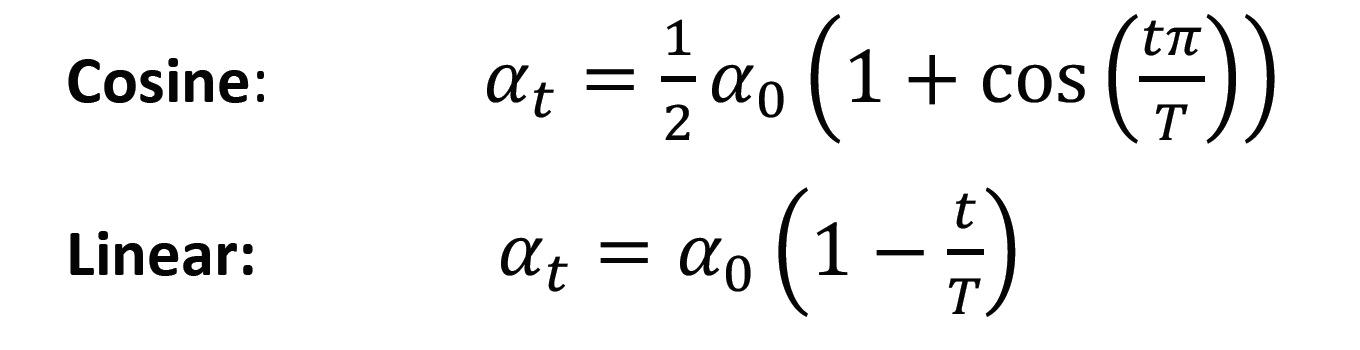 Cosine: α_t = 1/2 α_0 (1 + cos(tπ/T))
Linear: α_t = α_0 (1 − t/T)